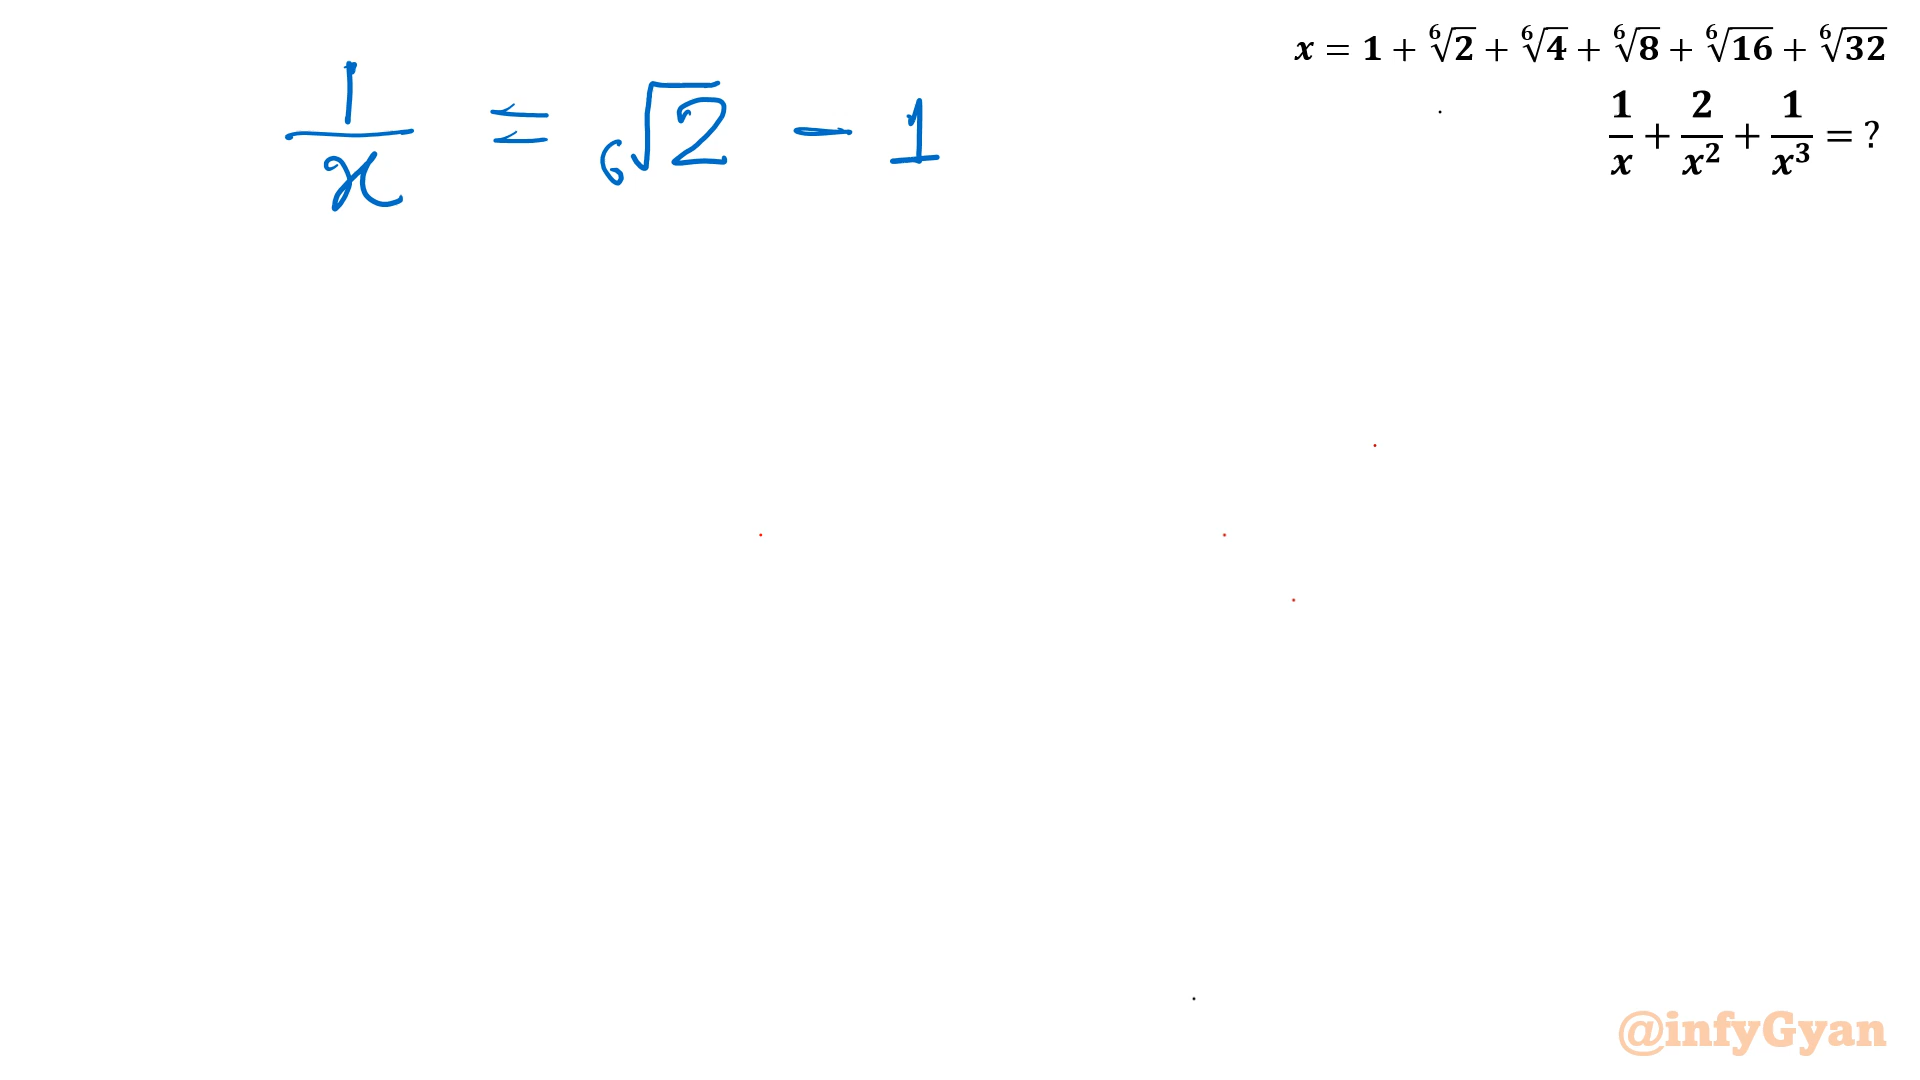 x = 1 + ⁶√2 + ⁶√4 + ⁶√8 + ⁶√16 + ⁶√32
1/x + 2/x² + 1/x³ = ?
1/x = ⁶√2 − 1
@infyGyan